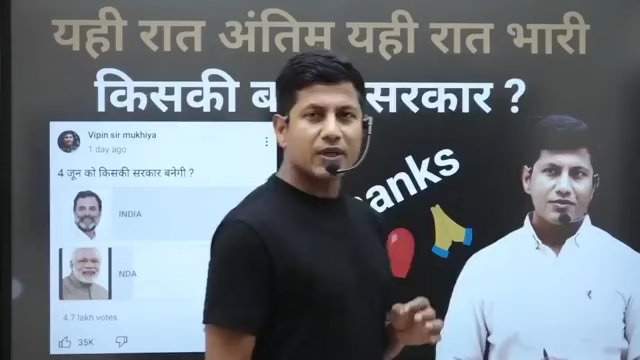 यही रात अंतिम यही रात भारी
किसकी ब सरकार ?
Vipin sir mukhiya
1 day ago
4 जून को किसकी सरकार बनेगी ?
INDIA
NDA
4.7 lakh votes
35K
anks